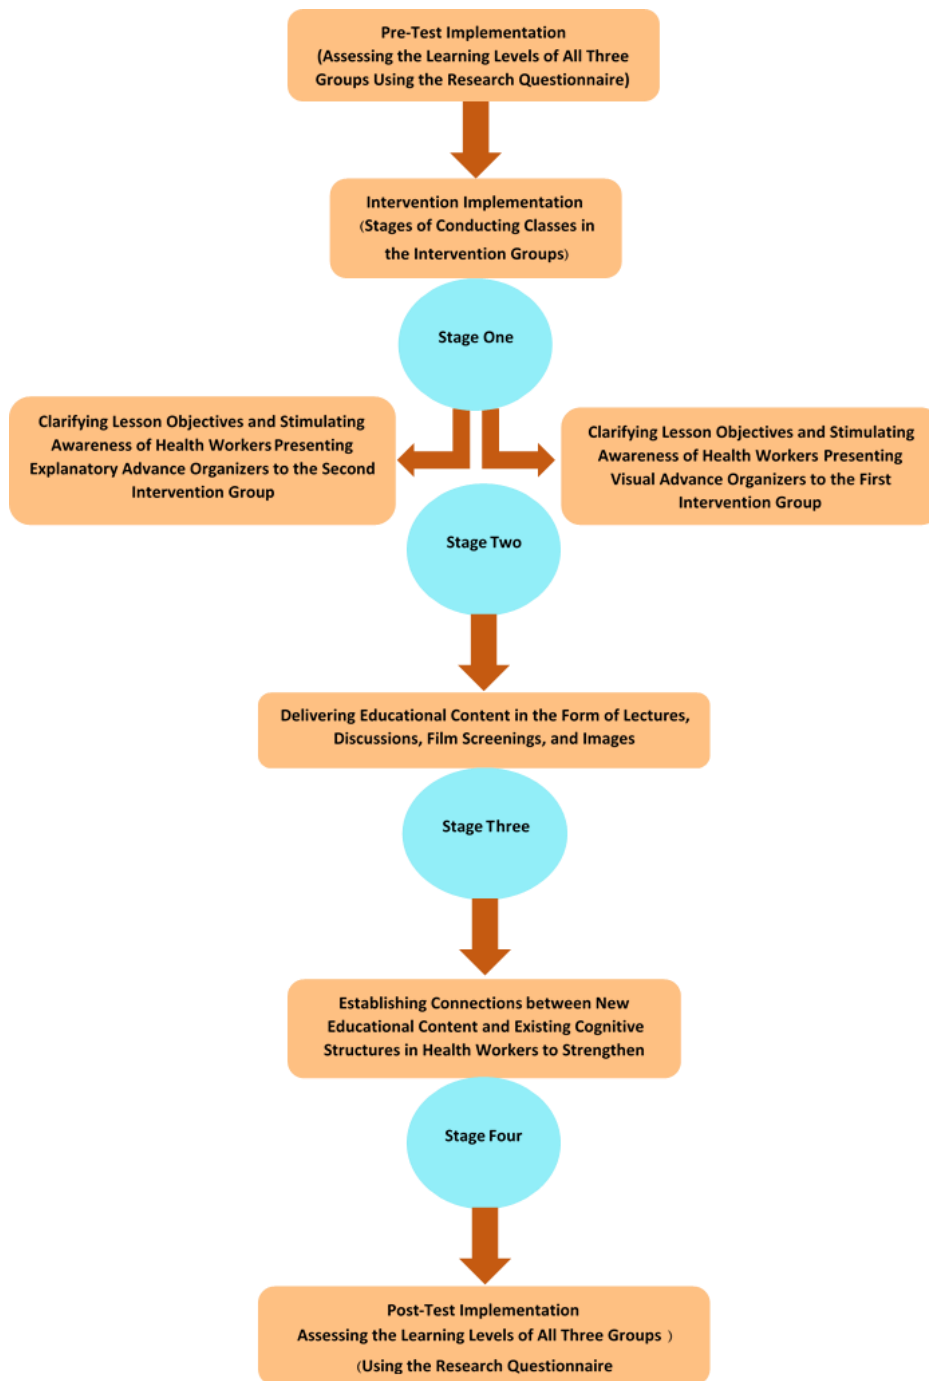 Pre-Test Implementation
(Assessing the Learning Levels of All Three
Groups Using the Research Questionnaire)
Intervention Implementation
(Stages of Conducting Classes in
the Intervention Groups)
Stage One
Clarifying Lesson Objectives and Stimulating
Awareness of Health Workers Presenting
Explanatory Advance Organizers to the Second
Intervention Group
Clarifying Lesson Objectives and Stimulating
Awareness of Health Workers Presenting
Visual Advance Organizers to the First
Intervention Group
Stage Two
Delivering Educational Content in the Form of Lectures,
Discussions, Film Screenings, and Images
Stage Three
Establishing Connections between New
Educational Content and Existing Cognitive
Structures in Health Workers to Strengthen
Stage Four
Post-Test Implementation
Assessing the Learning Levels of All Three Groups )
(Using the Research Questionnaire